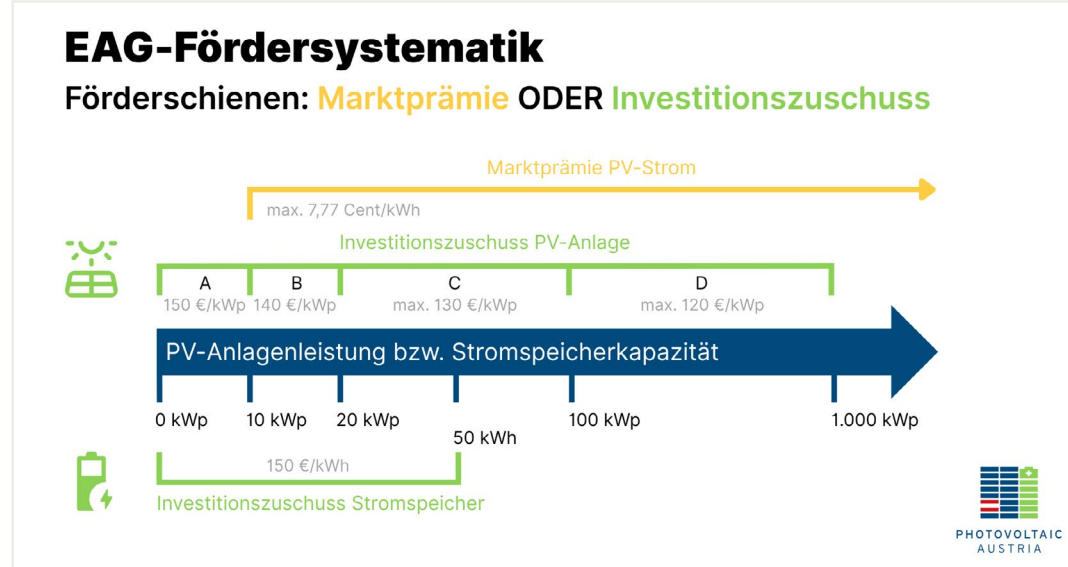 EAG-Fördersystematik
Förderschienen: Marktprämie ODER Investitionszuschuss
Marktprämie PV-Strom
max. 7,77 Cent/kWh
Investitionszuschuss PV-Anlage
A B C D
150 €/kWp 140 €/kWp max. 130 €/kWp max. 120 €/kWp
PV-Anlagenleistung bzw. Stromspeicherkapazität
0 kWp 10 kWp 20 kWp 100 kWp 1.000 kWp
50 kWh
150 €/kWh
Investitionszuschuss Stromspeicher
PHOTOVOLTAIC
AUSTRIA